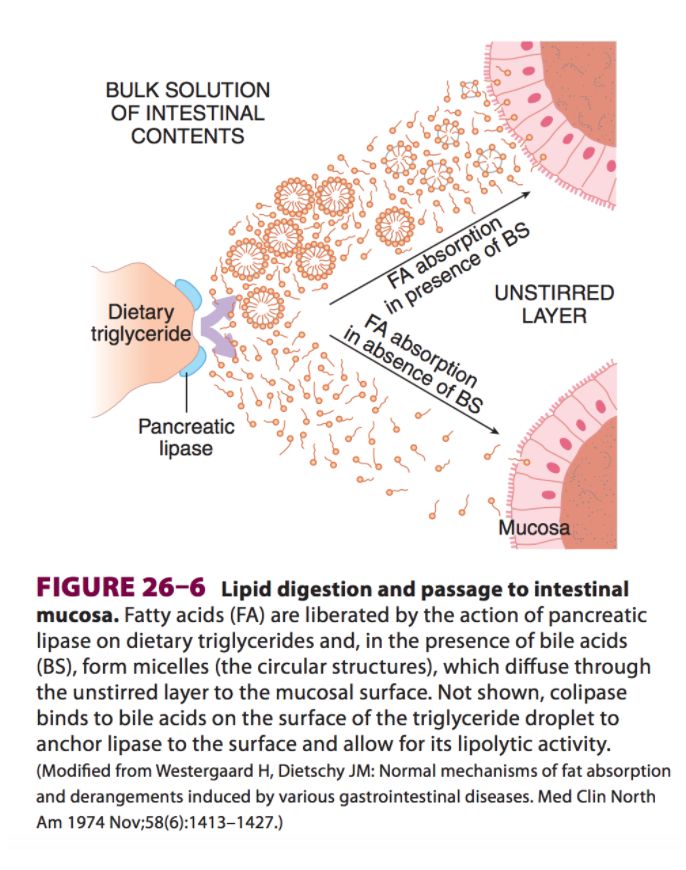 BULK SOLUTION
OF INTESTINAL
CONTENTS
FA absorption
in presence of BS
UNSTIRRED
LAYER
Dietary
triglyceride
FA absorption
in absence of BS
Pancreatic
lipase
Mucosa
FIGURE 26–6 Lipid digestion and passage to intestinal
mucosa. Fatty acids (FA) are liberated by the action of pancreatic
lipase on dietary triglycerides and, in the presence of bile acids
(BS), form micelles (the circular structures), which diffuse through
the unstirred layer to the mucosal surface. Not shown, colipase
binds to bile acids on the surface of the triglyceride droplet to
anchor lipase to the surface and allow for its lipolytic activity.
(Modified from Westergaard H, Dietschy JM: Normal mechanisms of fat absorption
and derangements induced by various gastrointestinal diseases. Med Clin North
Am 1974 Nov;58(6):1413–1427.)